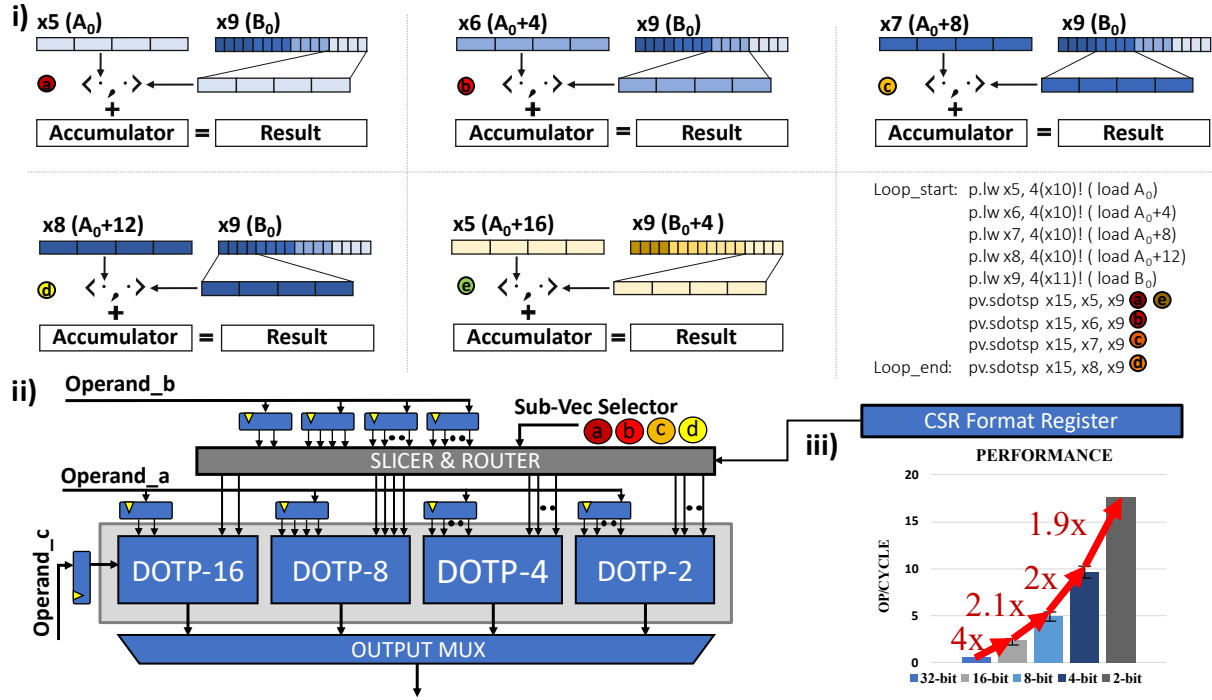 i)
x5 (A0)
x9 (B0)
a
< · , · >
+
Accumulator = Result
x6 (A0+4)
x9 (B0)
b
< · , · >
+
Accumulator = Result
x7 (A0+8)
x9 (B0)
c
< · , · >
+
Accumulator = Result
x8 (A0+12)
x9 (B0)
d
< · , · >
+
Accumulator = Result
x5 (A0+16)
x9 (B0+4)
e
< · , · >
+
Accumulator = Result
Loop_start: p.lw x5, 4(x10)! ( load A0)
p.lw x6, 4(x10)! ( load A0+4)
p.lw x7, 4(x10)! ( load A0+8)
p.lw x8, 4(x10)! ( load A0+12)
p.lw x9, 4(x11)! ( load B0)
pv.sdotsp x15, x5, x9 a e
pv.sdotsp x15, x6, x9 b
pv.sdotsp x15, x7, x9 c
Loop_end: pv.sdotsp x15, x8, x9 d
ii)
Operand_b
Sub-Vec Selector
a b c d
SLICER & ROUTER
Operand_a
Operand_c
DOTP-16
DOTP-8
DOTP-4
DOTP-2
OUTPUT MUX
CSR Format Register
iii)
PERFORMANCE
OP/CYCLE
20
15
10
5
0
4x
2.1x
2x
1.9x
32-bit 16-bit 8-bit 4-bit 2-bit